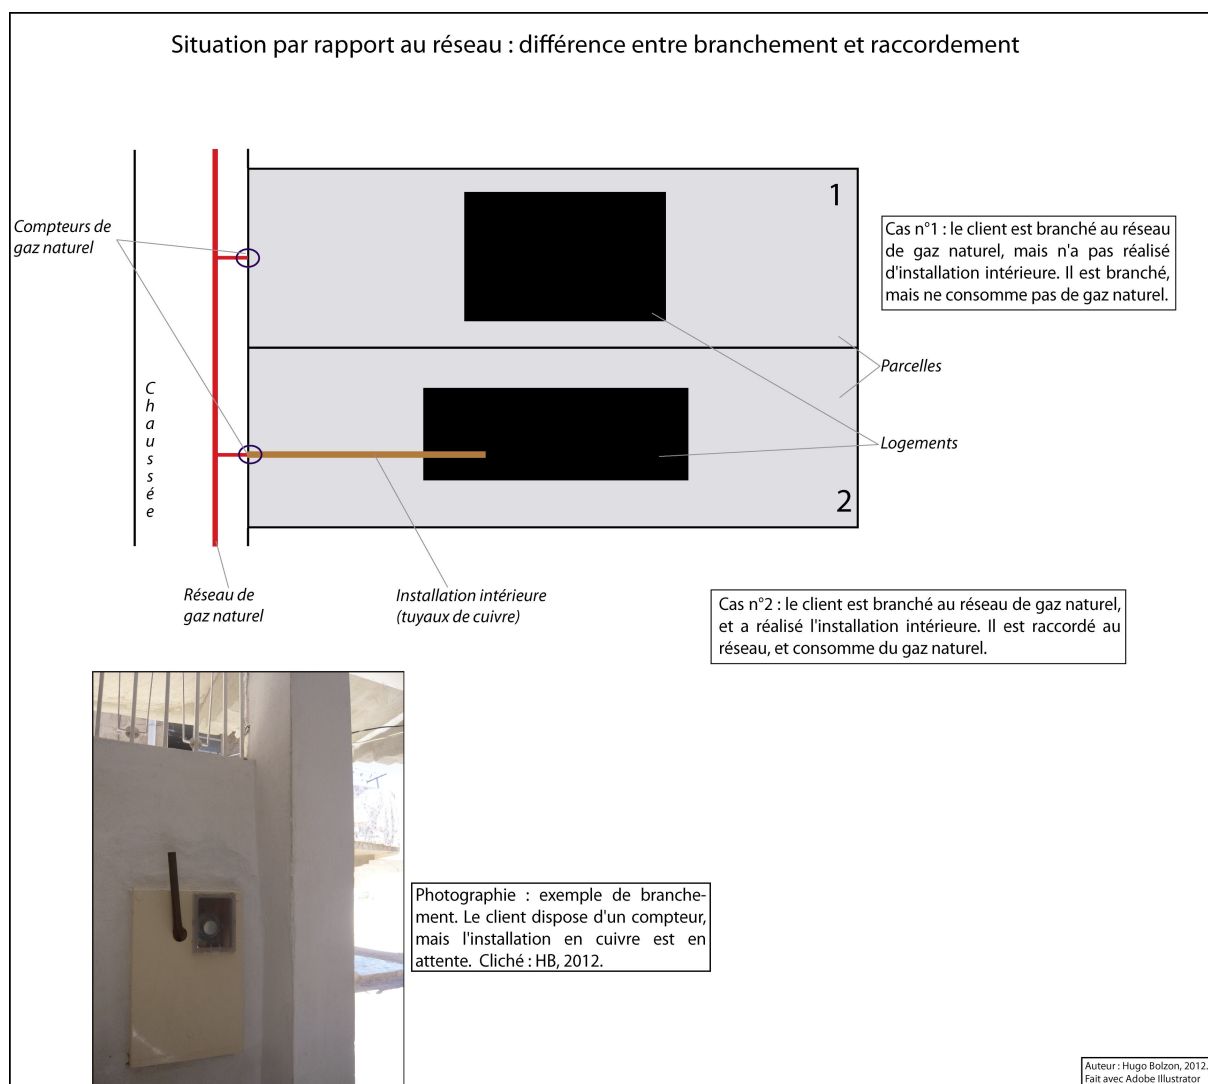 Situation par rapport au réseau : différence entre branchement et raccordement
1
Compteurs de
gaz naturel
Cas n°1 : le client est branché au réseau
de gaz naturel, mais n'a pas réalisé
d'installation intérieure. Il est branché,
mais ne consomme pas de gaz naturel.
Parcelles
Chaussée
Logements
2
Réseau de
gaz naturel
Installation intérieure
(tuyaux de cuivre)
Cas n°2 : le client est branché au réseau de gaz naturel,
et a réalisé l'installation intérieure. Il est raccordé au
réseau, et consomme du gaz naturel.
Photographie : exemple de branche-
ment. Le client dispose d'un compteur,
mais l'installation en cuivre est en
attente. Cliché : HB, 2012.
Auteur : Hugo Bolzon, 2012.
Fait avec Adobe Illustrator